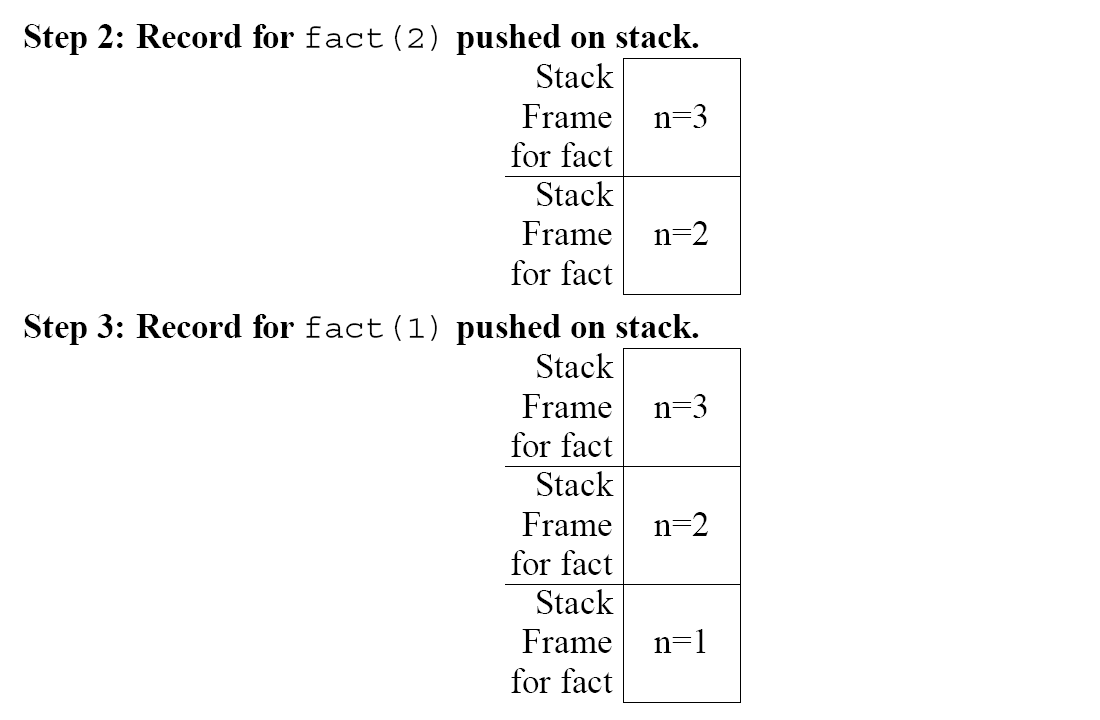 Step 2: Record for fact(2) pushed on stack.
Stack
Frame n=3
for fact
Stack
Frame n=2
for fact
Step 3: Record for fact(1) pushed on stack.
Stack
Frame n=3
for fact
Stack
Frame n=2
for fact
Stack
Frame n=1
for fact